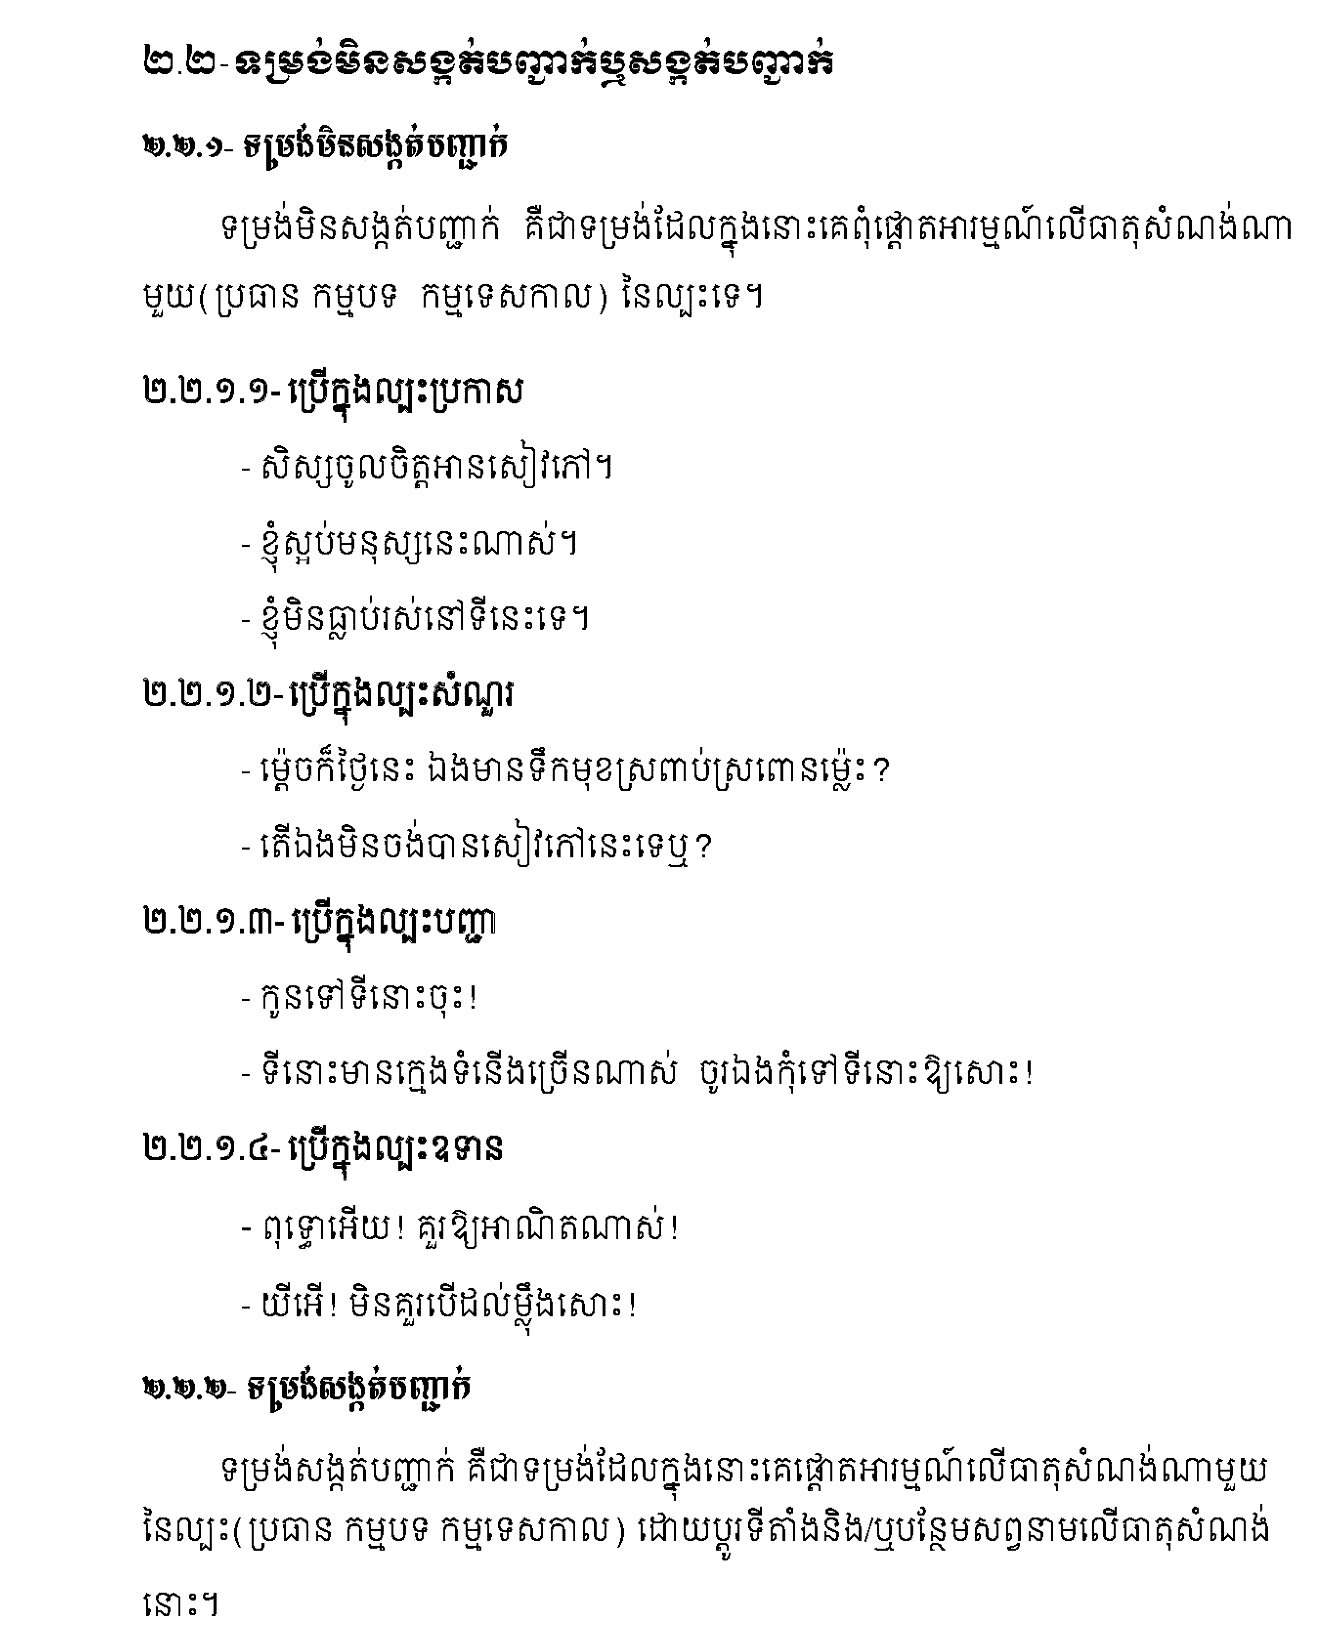 ២.២- ទម្រង់មិនសង្កត់បញ្ជាក់ឬសង្កត់បញ្ជាក់
២.២.១- ទម្រង់មិនសង្កត់បញ្ជាក់
ទម្រង់មិនសង្កត់បញ្ជាក់ គឺជាទម្រង់ដែលក្នុងនោះគេពុំផ្ដោតអារម្មណ៍លើធាតុសំណង់ណា
មួយ(ប្រធាន កម្មបទ កម្មទេសកាល) នៃល្បះទេ។
២.២.១.១- ប្រើក្នុងល្បះប្រកាស
- សិស្សចូលចិត្តអានសៀវភៅ។
- ខ្ញុំស្អប់មនុស្សនេះណាស់។
- ខ្ញុំមិនធ្លាប់រស់នៅទីនេះទេ។
២.២.១.២- ប្រើក្នុងល្បះសំណួរ
- ម្ដ៉េចក៏ថ្ងៃនេះ ឯងមានទឹកមុខស្រពាប់ស្រពោនម្ល៉េះ?
- តើឯងមិនចង់បានសៀវភៅនេះទេឬ?
២.២.១.៣- ប្រើក្នុងល្បះបញ្ជា
- កូនទៅទីនោះចុះ!
- ទីនោះមានក្មេងទំនើងច្រើនណាស់ ចូរឯងកុំទៅទីនោះឱ្យសោះ!
២.២.១.៤- ប្រើក្នុងល្បះឧទាន
- ពុទ្ធោអើយ! គួរឱ្យអាណិតណាស់!
- យីអើ! មិនគួរបើដល់ម្លឹុងសោះ!
២.២.២- ទម្រង់សង្កត់បញ្ជាក់
ទម្រង់សង្កត់បញ្ជាក់ គឺជាទម្រង់ដែលក្នុងនោះគេផ្ដោតអារម្មណ៍លើធាតុសំណង់ណាមួយ
នៃល្បះ(ប្រធាន កម្មបទ កម្មទេសកាល) ដោយប្ដូរទីតាំងនិង/ឬបន្ថែមសព្វនាមលើធាតុសំណង់
នោះ។